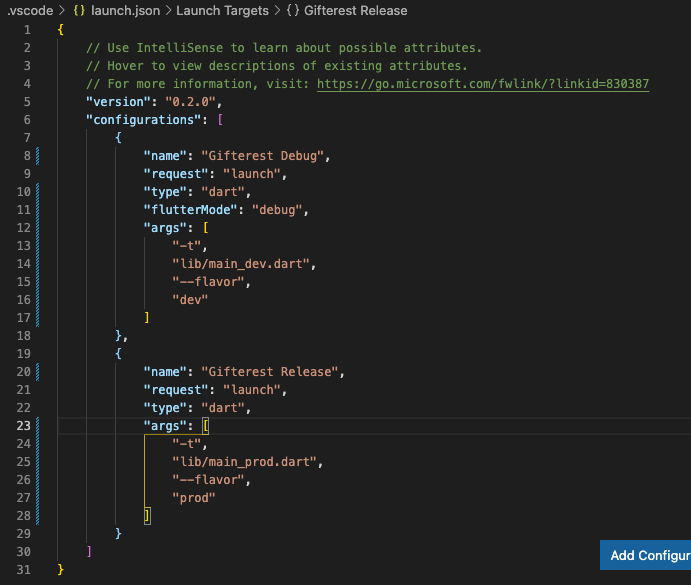 .vscode > {} launch.json > Launch Targets > {} Gifterest Release
1 {
2 // Use IntelliSense to learn about possible attributes.
3 // Hover to view descriptions of existing attributes.
4 // For more information, visit: https://go.microsoft.com/fwlink/?linkid=830387
5 "version": "0.2.0",
6 "configurations": [
7 {
8 "name": "Gifterest Debug",
9 "request": "launch",
10 "type": "dart",
11 "flutterMode": "debug",
12 "args": [
13 "-t",
14 "lib/main_dev.dart",
15 "--flavor",
16 "dev"
17 ]
18 },
19 {
20 "name": "Gifterest Release",
21 "request": "launch",
22 "type": "dart",
23 "args": [
24 "-t",
25 "lib/main_prod.dart",
26 "--flavor",
27 "prod"
28 ]
29 }
30 ]
31 }
Add Configur